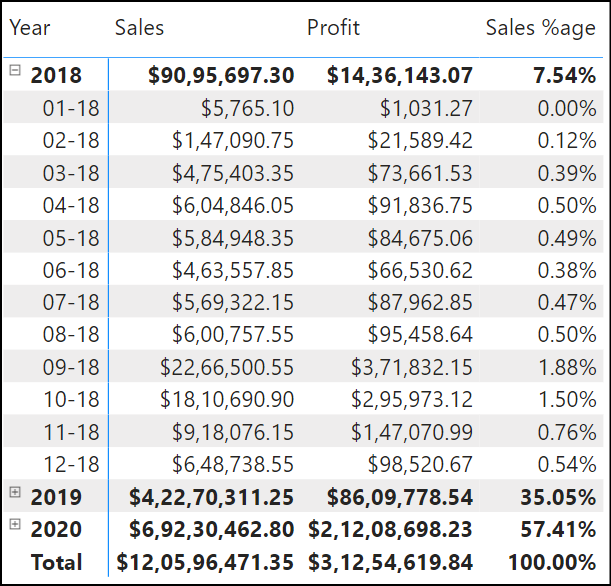 Year Sales Profit Sales %age
2018 $90,95,697.30 $14,36,143.07 7.54%
01-18 $5,765.10 $1,031.27 0.00%
02-18 $1,47,090.75 $21,589.42 0.12%
03-18 $4,75,403.35 $73,661.53 0.39%
04-18 $6,04,846.05 $91,836.75 0.50%
05-18 $5,84,948.35 $84,675.06 0.49%
06-18 $4,63,557.85 $66,530.62 0.38%
07-18 $5,69,322.15 $87,962.85 0.47%
08-18 $6,00,757.55 $95,458.64 0.50%
09-18 $22,66,500.55 $3,71,832.15 1.88%
10-18 $18,10,690.90 $2,95,973.12 1.50%
11-18 $9,18,076.15 $1,47,070.99 0.76%
12-18 $6,48,738.55 $98,520.67 0.54%
2019 $4,22,70,311.25 $86,09,778.54 35.05%
2020 $6,92,30,462.80 $2,12,08,698.23 57.41%
Total $12,05,96,471.35 $3,12,54,619.84 100.00%